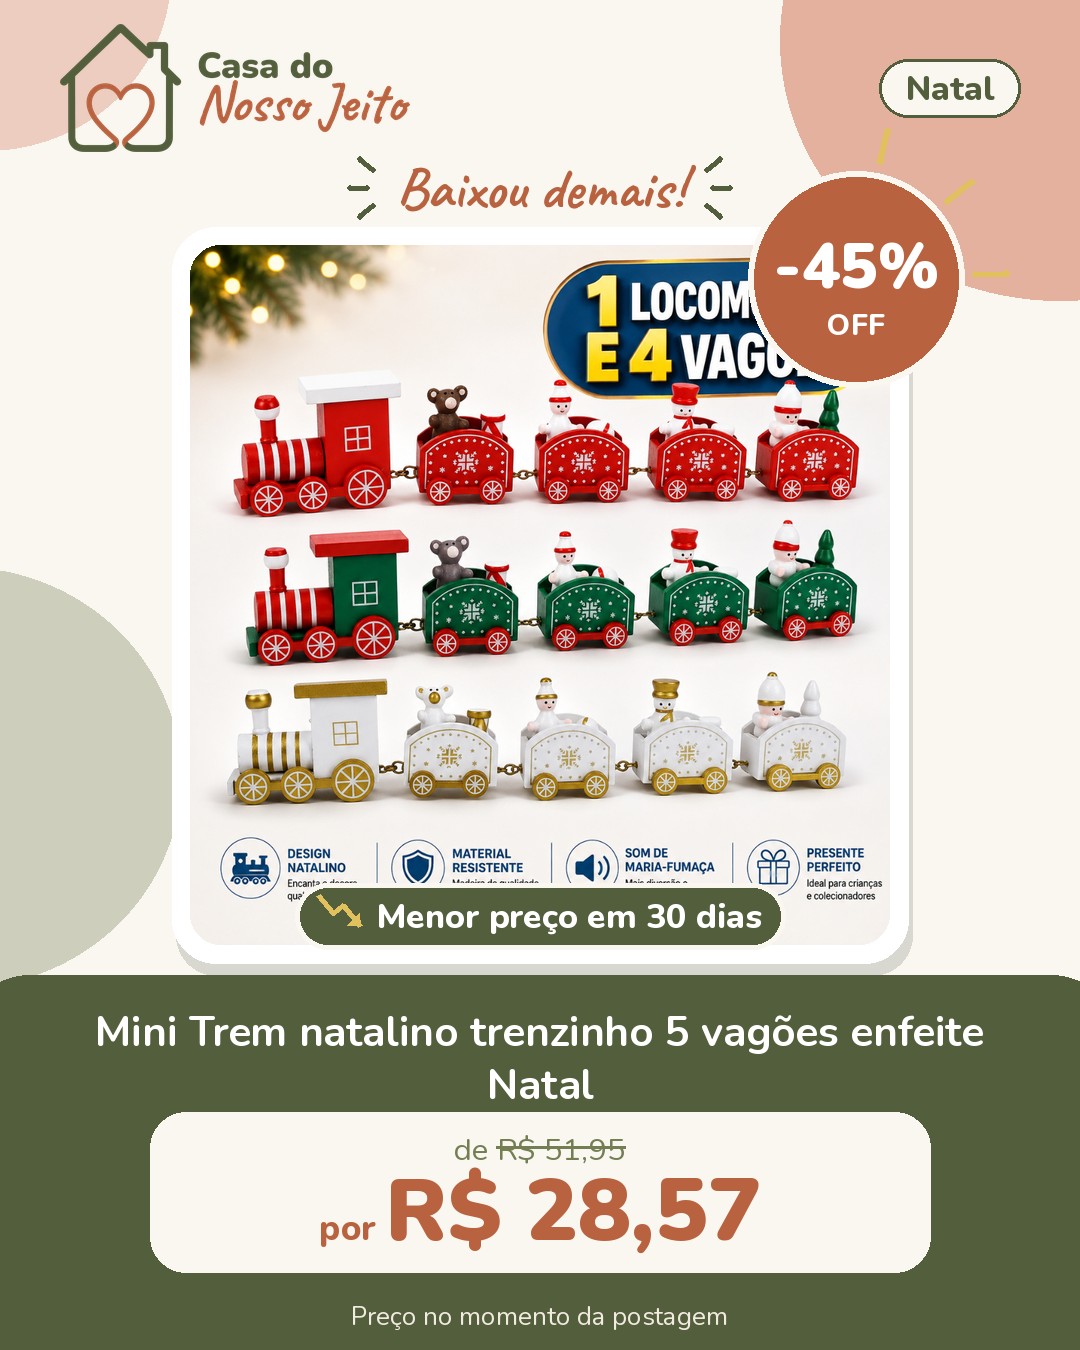 Casa do
Nosso Jeito
Natal
Baixou demais!
-45%
OFF
1
E 4
DESIGN
NATALINO
MATERIAL
RESISTENTE
SOM DE
MARIA-FUMAÇA
PRESENTE
PERFEITO
Ideal para crianças
e colecionadores
Menor preço em 30 dias
Mini Trem natalino trenzinho 5 vagões enfeite
Natal
de R$ 51,95
por R$ 28,57
Preço no momento da postagem